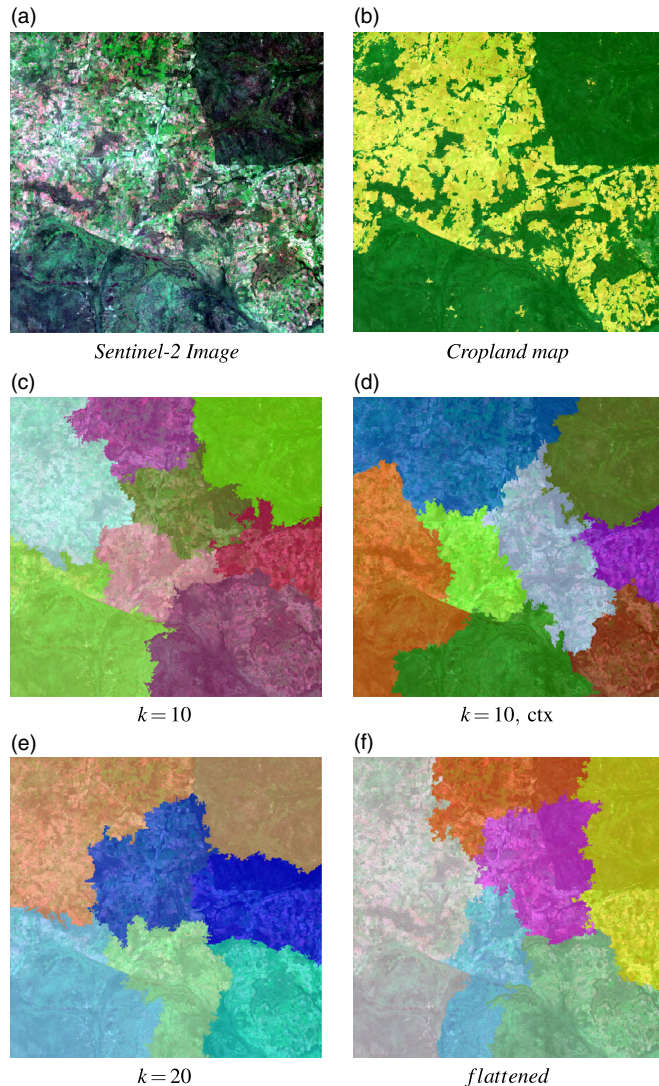 (a) (b)
Sentinel-2 Image Cropland map
(c) (d)
k = 10 k = 10, ctx
(e) (f)
k = 20 flattened